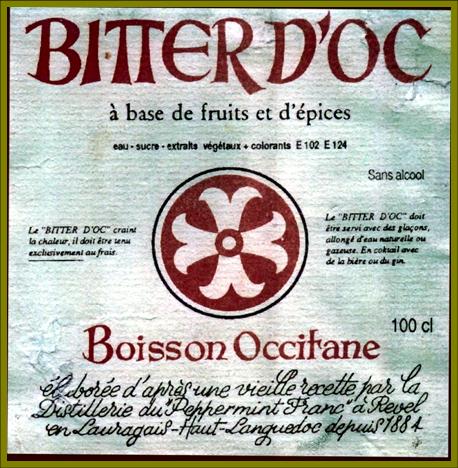 BITTER D'OC
à base de fruits et d'épices
eau - sucre - extraits végétaux + colorants E 102 E 124
Sans alcool
Le "BITTER D'OC" craint
la chaleur, il doit être tenu
exclusivement au frais.
Le "BITTER D'OC" doit
être servi avec des glaçons,
allongé d'eau naturelle ou
gazeuse. En coktail avec
de la bière ou du gin.
100 cl
Boisson Occitane
élaborée d'après une vieille recette par la
Distillerie du "Peppermint Franc" à Revel
en Lauragais-Haut-Languedoc depuis 1884